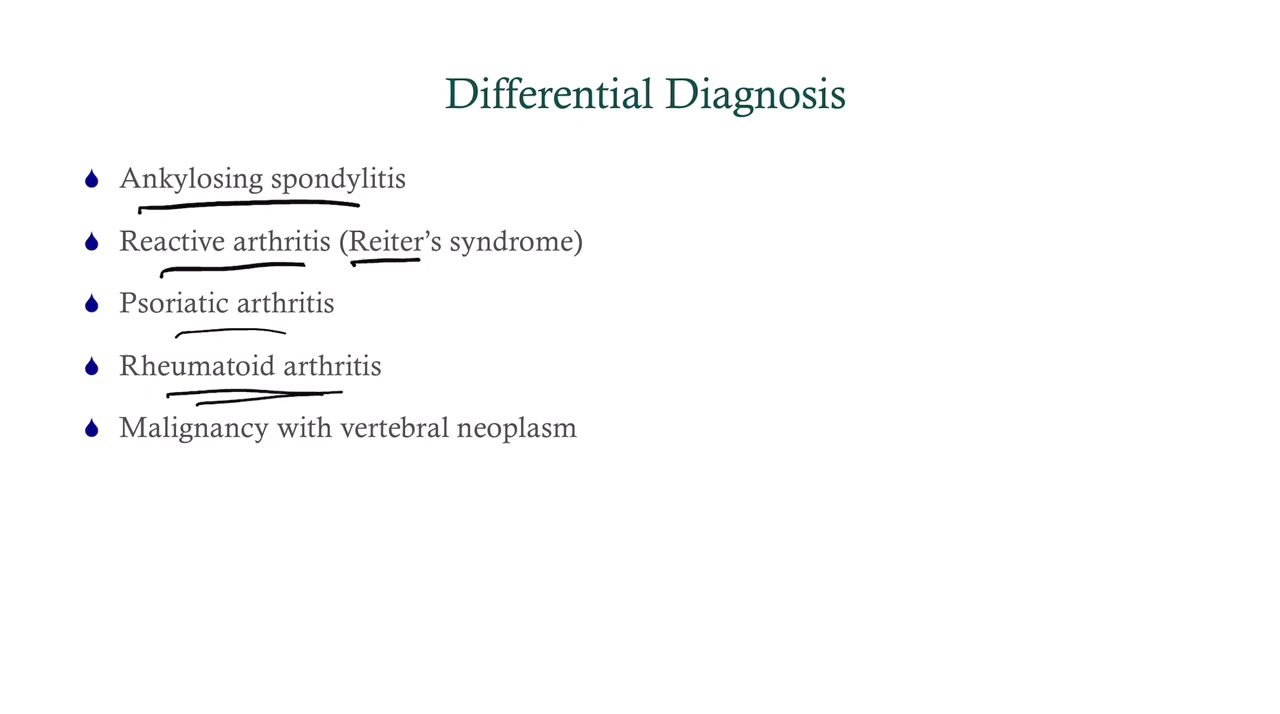 Differential Diagnosis
Ankylosing spondylitis
Reactive arthritis (Reiter’s syndrome)
Psoriatic arthritis
Rheumatoid arthritis
Malignancy with vertebral neoplasm